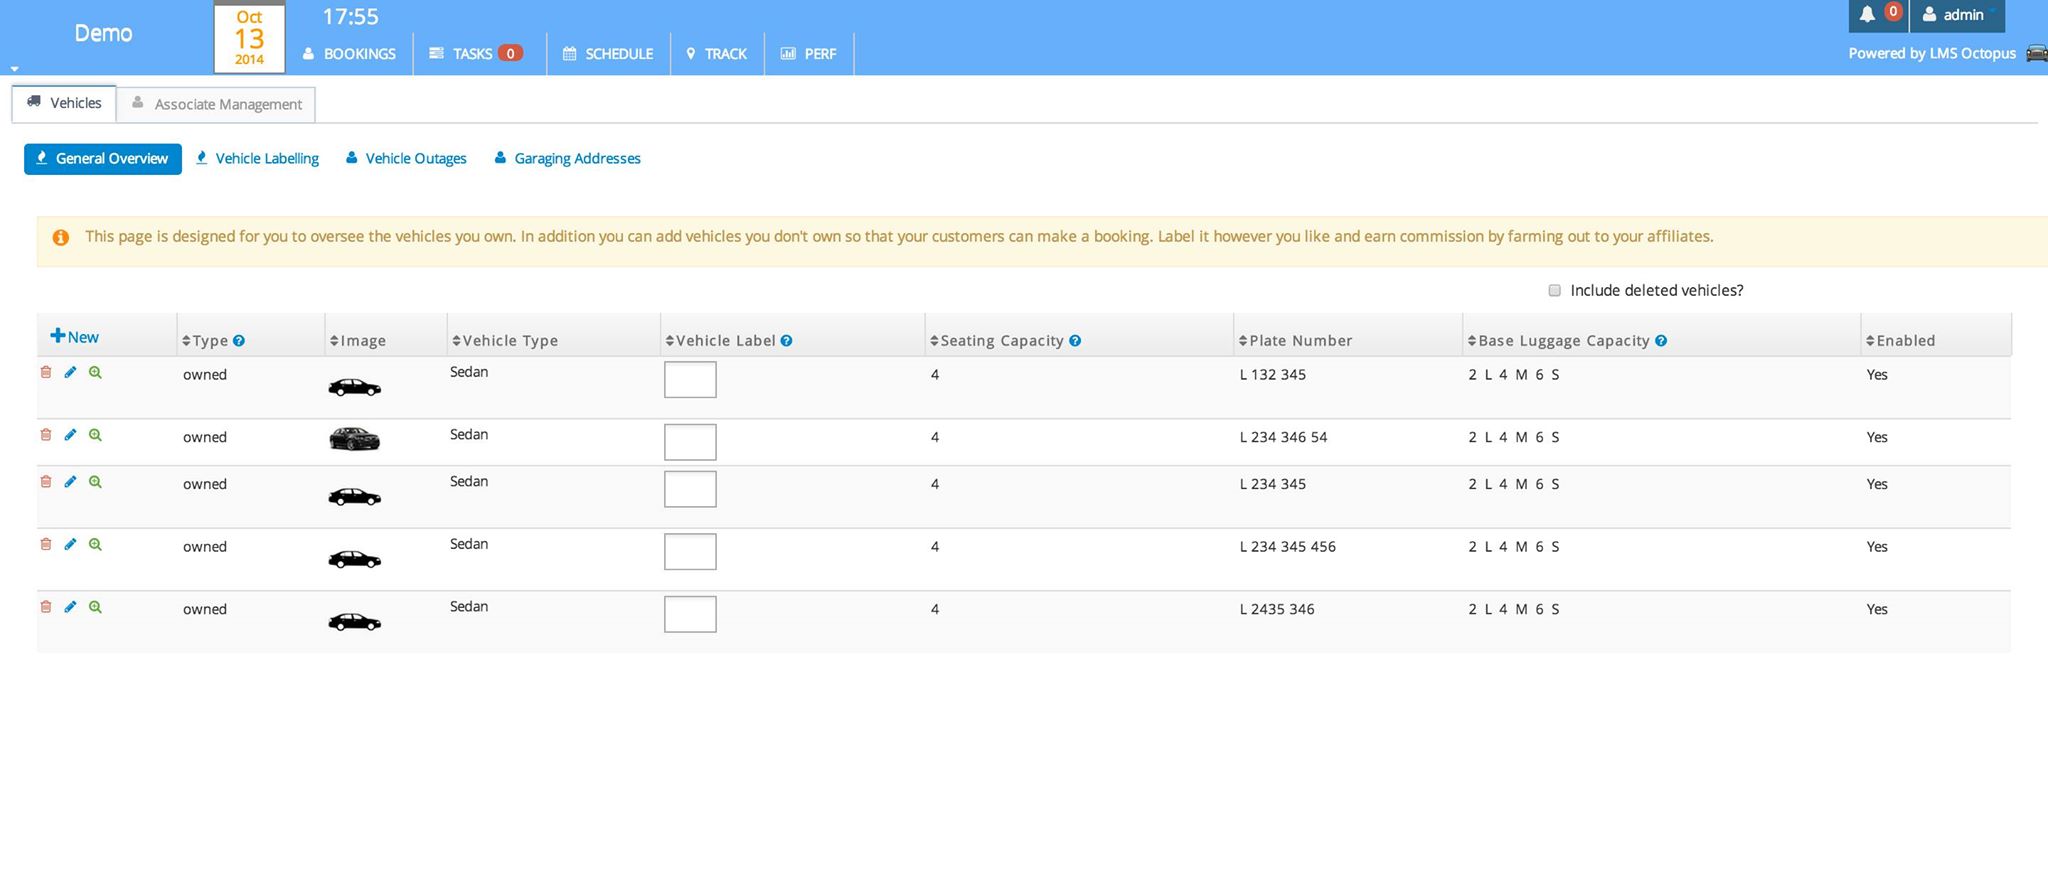 Demo
Oct
13
2014
17:55
BOOKINGS
TASKS 0
SCHEDULE
TRACK
PERF
0
admin
Powered by LMS Octopus
Vehicles
Associate Management
General Overview
Vehicle Labelling
Vehicle Outages
Garaging Addresses
This page is designed for you to oversee the vehicles you own. In addition you can add vehicles you don't own so that your customers can make a booking. Label it however you like and earn commission by farming out to your affiliates.
Include deleted vehicles?
New Type Image Vehicle Type Vehicle Label Seating Capacity Plate Number Base Luggage Capacity Enabled
owned Sedan 4 L 132 345 2 L 4 M 6 S Yes
owned Sedan 4 L 234 346 54 2 L 4 M 6 S Yes
owned Sedan 4 L 234 345 2 L 4 M 6 S Yes
owned Sedan 4 L 234 345 456 2 L 4 M 6 S Yes
owned Sedan 4 L 2435 346 2 L 4 M 6 S Yes